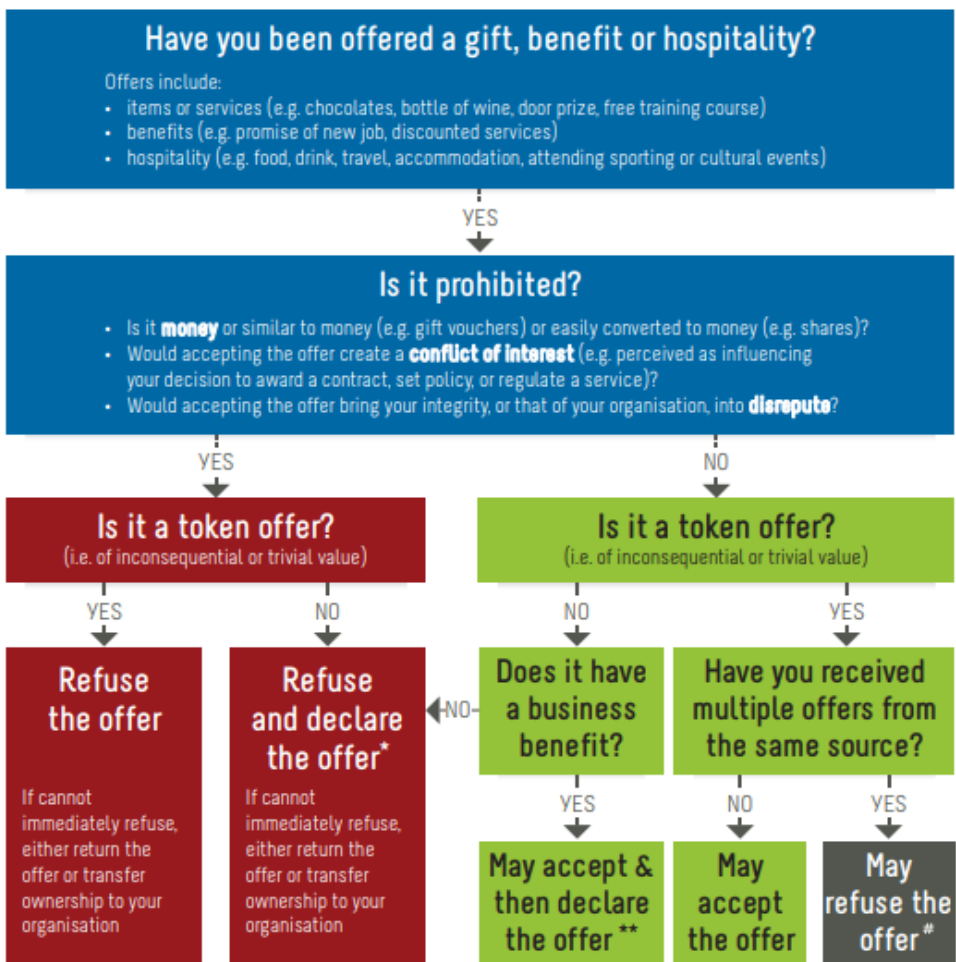 Have you been offered a gift, benefit or hospitality?
Offers include:
• items or services (e.g. chocolates, bottle of wine, door prize, free training course)
• benefits (e.g. promise of new job, discounted services)
• hospitality (e.g. food, drink, travel, accommodation, attending sporting or cultural events)
YES
Is it prohibited?
• Is it money or similar to money (e.g. gift vouchers) or easily converted to money (e.g. shares)?
• Would accepting the offer create a conflict of interest (e.g. perceived as influencing
your decision to award a contract, set policy, or regulate a service)?
• Would accepting the offer bring your integrity, or that of your organisation, into disrepute?
YES
NO
Is it a token offer?
(i.e. of inconsequential or trivial value)
Is it a token offer?
(i.e. of inconsequential or trivial value)
YES
NO
NO
YES
Refuse
the offer
If cannot
immediately refuse,
either return the
offer or transfer
ownership to your
organisation
Refuse
and declare
the offer*
If cannot
immediately refuse,
either return the
offer or transfer
ownership to your
organisation
NO
Does it have
a business
benefit?
Have you received
multiple offers from
the same source?
YES
NO
YES
May accept &
then declare
the offer **
May
accept
the offer
May
refuse the
offer #